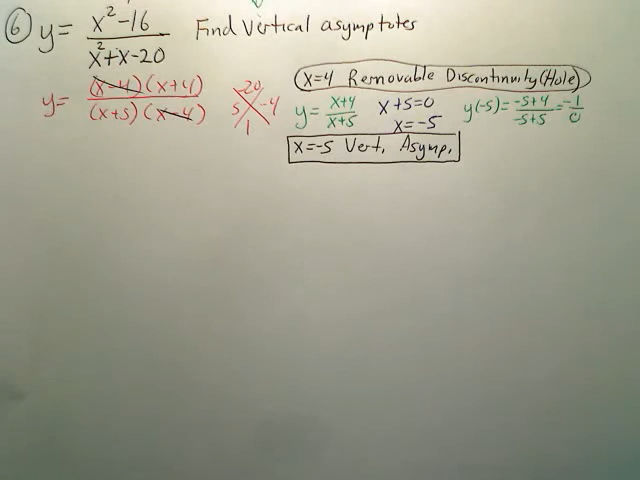 6 y = x²-16 / x²+x-20 Find Vertical asymptotes
y = (x-4)(x+4) / (x+5)(x-4)
-20
5 -4
1
x=4 Removable Discontinuity (Hole)
y = x+4 / x+5 x+5=0 y(-5) = -5+4 / -5+5 = -1 / 0
x=-5
x=-5 Vert. Asymp.